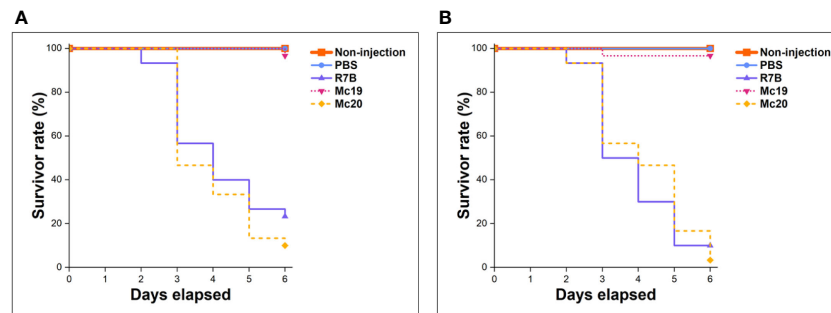 A
Survivor rate (%)
100
80
60
40
20
0
0 1 2 3 4 5 6
Days elapsed
Non-injection
PBS
R7B
Mc19
Mc20
B
Survivor rate (%)
100
80
60
40
20
0
0 1 2 3 4 5 6
Days elapsed
Non-injection
PBS
R7B
Mc19
Mc20